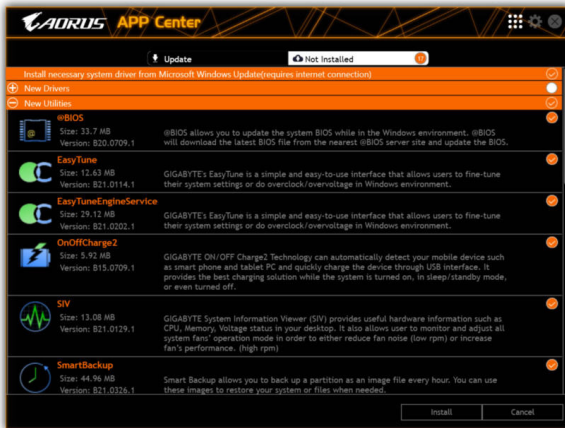 AORUS APP Center
Update
Not Installed
Install necessary system driver from Microsoft Windows Update(requires internet connection)
New Drivers
New Utilities
@BIOS
Size: 33.7 MB
Version: B20.0709.1
@BIOS allows you to update the system BIOS while in the Windows environment. @BIOS
will download the latest BIOS file from the nearest @BIOS server site and update the BIOS.
EasyTune
Size: 12.63 MB
Version: B21.0114.1
GIGABYTE's EasyTune is a simple and easy-to-use interface that allows users to fine-tune
their system settings or do overclock/overvoltage in Windows environment.
EasyTuneEngineService
Size: 29.12 MB
Version: B21.0202.1
GIGABYTE's EasyTune is a simple and easy-to-use interface that allows users to fine-tune
their system settings or do overclock/overvoltage in Windows environment.
OnOffCharge2
Size: 5.92 MB
Version: B15.0709.1
GIGABYTE ON/OFF Charge2 Technology can automatically detect your mobile device such
as smart phone and tablet PC and quickly charge the device through USB interface. It
provides the best charging solution while the system is turned on, in sleep/standby mode,
or even turned off.
SIV
Size: 13.08 MB
Version: B21.0129.1
GIGABYTE System Information Viewer (SIV) provides useful hardware information such as
CPU, Memory, Voltage status in your desktop. It also allows user to monitor and adjust all
system fans' operation mode in order to either reduce fan noise (low rpm) or increase
fan's performance. (high rpm)
SmartBackup
Size: 44.96 MB
Version: B21.0326.1
Smart Backup allows you to back up a partition as an image file every hour. You can use
these images to restore your system or files when needed.
Install
Cancel